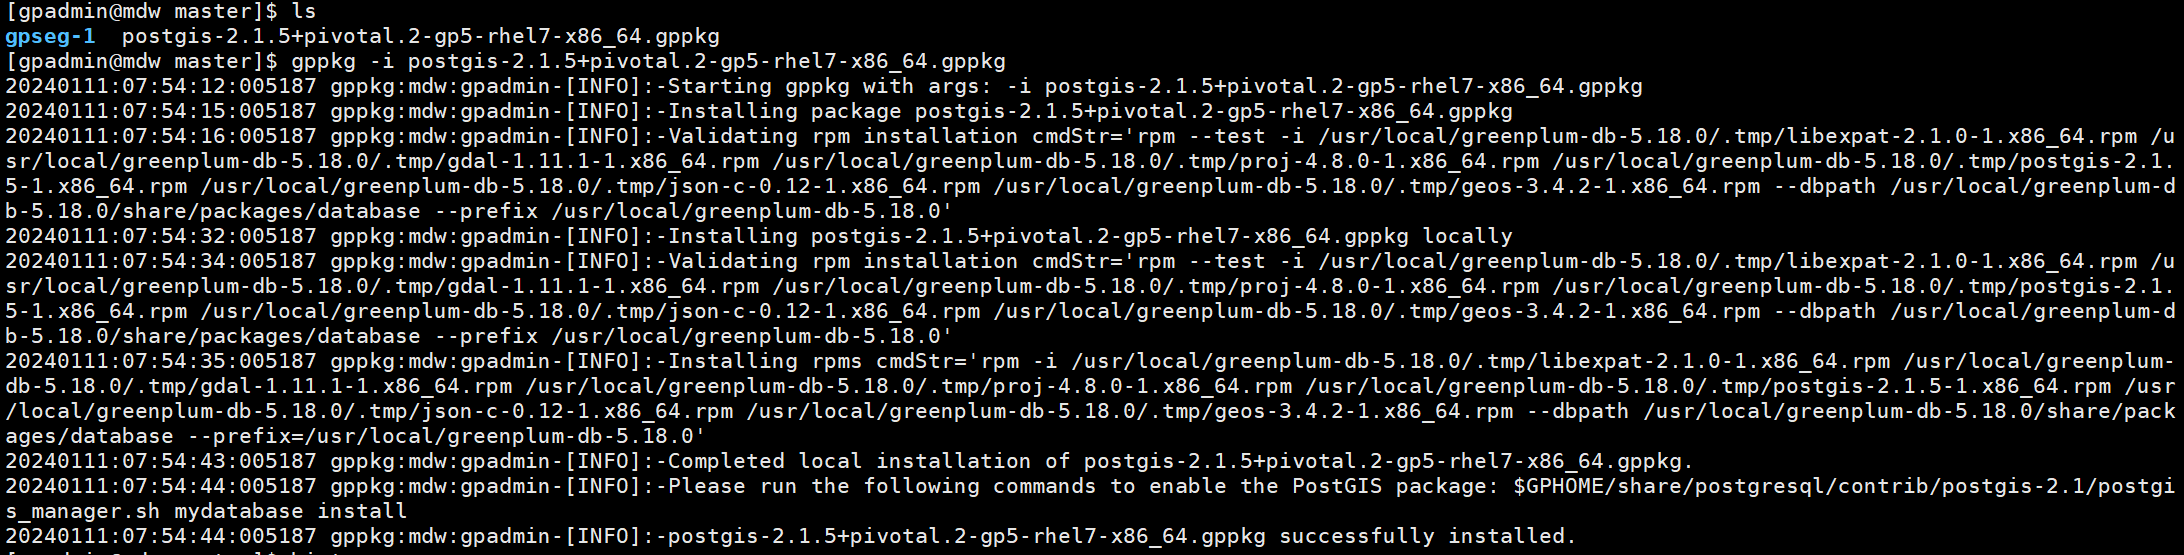 [gpadmin@mdw master]$ ls
gpseg-1  postgis-2.1.5+pivotal.2-gp5-rhel7-x86_64.gppkg
[gpadmin@mdw master]$ gppkg -i postgis-2.1.5+pivotal.2-gp5-rhel7-x86_64.gppkg
20240111:07:54:12:005187 gppkg:mdw:gpadmin-[INFO]:-Starting gppkg with args: -i postgis-2.1.5+pivotal.2-gp5-rhel7-x86_64.gppkg
20240111:07:54:15:005187 gppkg:mdw:gpadmin-[INFO]:-Installing package postgis-2.1.5+pivotal.2-gp5-rhel7-x86_64.gppkg
20240111:07:54:16:005187 gppkg:mdw:gpadmin-[INFO]:-Validating rpm installation cmdStr='rpm --test -i /usr/local/greenplum-db-5.18.0/.tmp/libexpat-2.1.0-1.x86_64.rpm /u
sr/local/greenplum-db-5.18.0/.tmp/gdal-1.11.1-1.x86_64.rpm /usr/local/greenplum-db-5.18.0/.tmp/proj-4.8.0-1.x86_64.rpm /usr/local/greenplum-db-5.18.0/.tmp/postgis-2.1.
5-1.x86_64.rpm /usr/local/greenplum-db-5.18.0/.tmp/json-c-0.12-1.x86_64.rpm /usr/local/greenplum-db-5.18.0/.tmp/geos-3.4.2-1.x86_64.rpm --dbpath /usr/local/greenplum-d
b-5.18.0/share/packages/database --prefix /usr/local/greenplum-db-5.18.0'
20240111:07:54:32:005187 gppkg:mdw:gpadmin-[INFO]:-Installing postgis-2.1.5+pivotal.2-gp5-rhel7-x86_64.gppkg locally
20240111:07:54:34:005187 gppkg:mdw:gpadmin-[INFO]:-Validating rpm installation cmdStr='rpm --test -i /usr/local/greenplum-db-5.18.0/.tmp/libexpat-2.1.0-1.x86_64.rpm /u
sr/local/greenplum-db-5.18.0/.tmp/gdal-1.11.1-1.x86_64.rpm /usr/local/greenplum-db-5.18.0/.tmp/proj-4.8.0-1.x86_64.rpm /usr/local/greenplum-db-5.18.0/.tmp/postgis-2.1.
5-1.x86_64.rpm /usr/local/greenplum-db-5.18.0/.tmp/json-c-0.12-1.x86_64.rpm /usr/local/greenplum-db-5.18.0/.tmp/geos-3.4.2-1.x86_64.rpm --dbpath /usr/local/greenplum-d
b-5.18.0/share/packages/database --prefix /usr/local/greenplum-db-5.18.0'
20240111:07:54:35:005187 gppkg:mdw:gpadmin-[INFO]:-Installing rpms cmdStr='rpm -i /usr/local/greenplum-db-5.18.0/.tmp/libexpat-2.1.0-1.x86_64.rpm /usr/local/greenplum-
db-5.18.0/.tmp/gdal-1.11.1-1.x86_64.rpm /usr/local/greenplum-db-5.18.0/.tmp/proj-4.8.0-1.x86_64.rpm /usr/local/greenplum-db-5.18.0/.tmp/postgis-2.1.5-1.x86_64.rpm /usr
/local/greenplum-db-5.18.0/.tmp/json-c-0.12-1.x86_64.rpm /usr/local/greenplum-db-5.18.0/.tmp/geos-3.4.2-1.x86_64.rpm --dbpath /usr/local/greenplum-db-5.18.0/share/pack
ages/database --prefix=/usr/local/greenplum-db-5.18.0'
20240111:07:54:43:005187 gppkg:mdw:gpadmin-[INFO]:-Completed local installation of postgis-2.1.5+pivotal.2-gp5-rhel7-x86_64.gppkg.
20240111:07:54:44:005187 gppkg:mdw:gpadmin-[INFO]:-Please run the following commands to enable the PostGIS package: $GPHOME/share/postgresql/contrib/postgis-2.1/postgi
s_manager.sh mydatabase install
20240111:07:54:44:005187 gppkg:mdw:gpadmin-[INFO]:-postgis-2.1.5+pivotal.2-gp5-rhel7-x86_64.gppkg successfully installed.